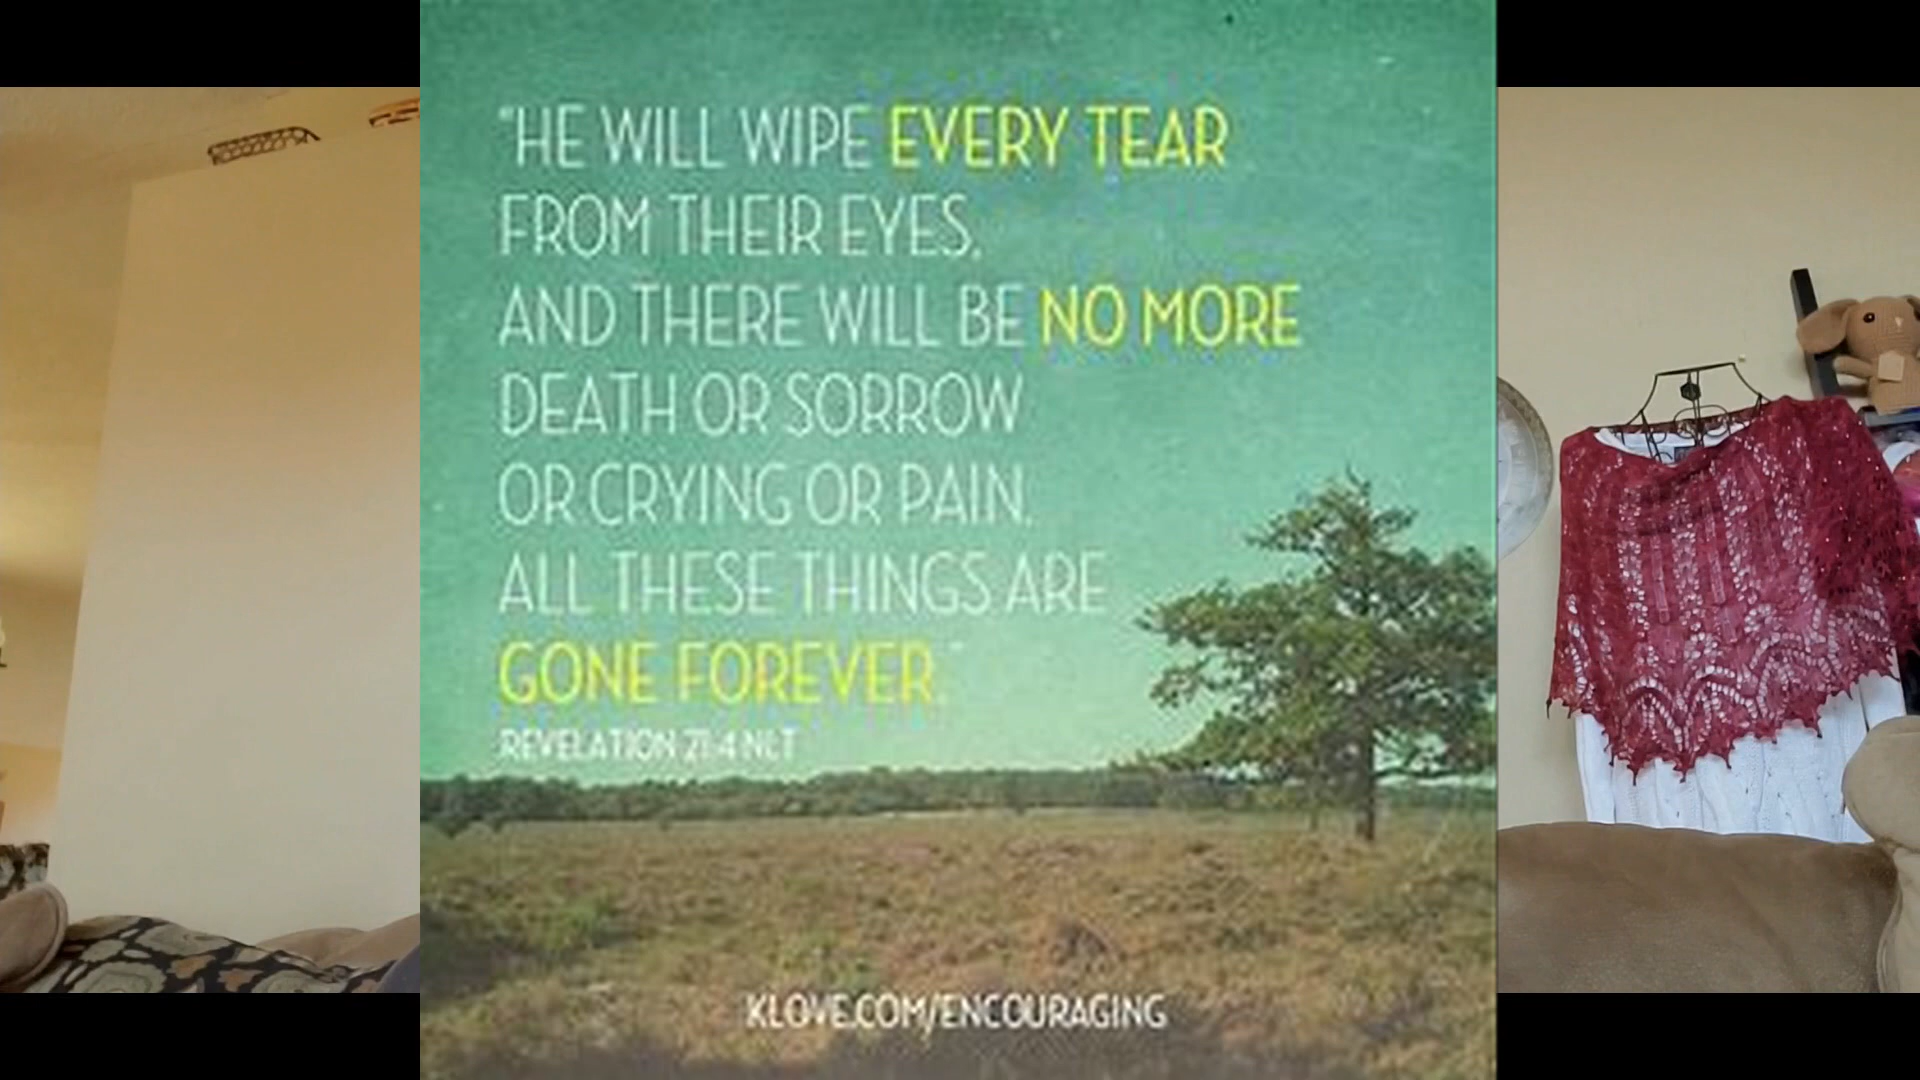 "HE WILL WIPE EVERY TEAR
FROM THEIR EYES,
AND THERE WILL BE NO MORE
DEATH OR SORROW
OR CRYING OR PAIN.
ALL THESE THINGS ARE
GONE FOREVER."
REVELATION 21:4 NLT
KLOVE.COM/ENCOURAGING